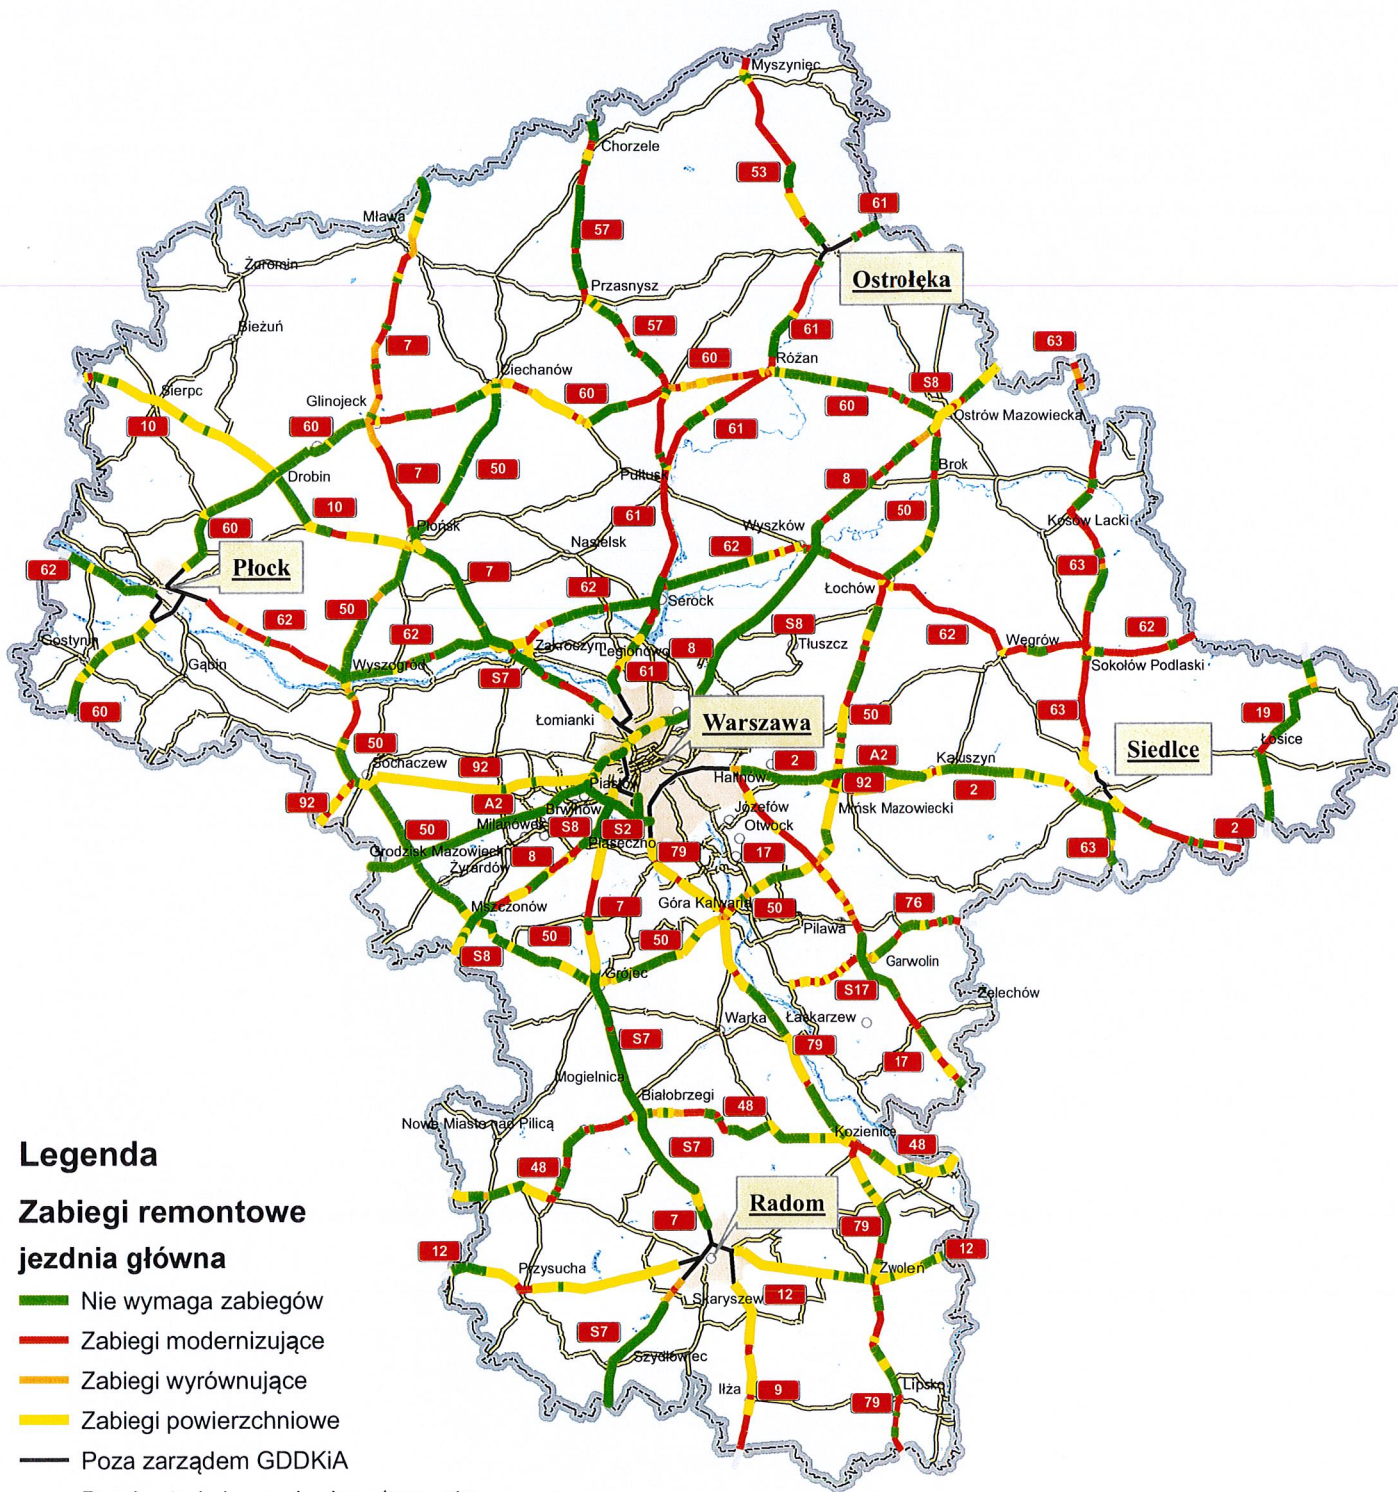 Myszyniec
Chorzele
53
61
57
Mława
Ostrołęka
Żuromin
Przasnysz
57
61
63
Bieżuń
7
60
Różan
Ciechanów
S8
Sierpc
Glinojeck
60
60
Ostrów Mazowiecka
10
60
61
Brok
Drobin
7
50
Pułtusk
8
50
10
61
Kosów Lacki
60
Płońsk
Wyszków
Nasielsk
62
63
62
Płock
7
62
Łochów
50
Serock
62
62
S8
62
62
Gostynin
Zakroczym
Legionowo
8
Tłuszcz
Węgrów
Gąbin
Wyszogród
61
Sokołów Podlaski
S7
60
Łomianki
Warszawa
50
63
19
Łosice
50
Siedlce
Sochaczew
92
2
A2
Kałuszyn
Piastów
Halinów
92
2
92
A2
Brwinów
Józefów
Mińsk Mazowiecki
50
Milanówek
S8
S2
Otwock
2
Grodzisk Mazowiecki
8
Piaseczno
79
17
63
Żyrardów
Mszczonów
7
Góra Kalwaria
50
76
50
50
Pilawa
S8
Garwolin
Grójec
S17
Żelechów
Warka
Łaskarzew
S7
79
17
Mogielnica
Białobrzegi
48
Nowe Miasto nad Pilicą
Kozienice
48
S7
48
Radom
7
79
12
12
Przysucha
Zwoleń
Skaryszew
12
S7
Szydłowiec
Iłża
9
Lipsko
79
Legenda
Zabiegi remontowe
jezdnia główna
Nie wymaga zabiegów
Zabiegi modernizujące
Zabiegi wyrównujące
Zabiegi powierzchniowe
Poza zarządem GDDKiA